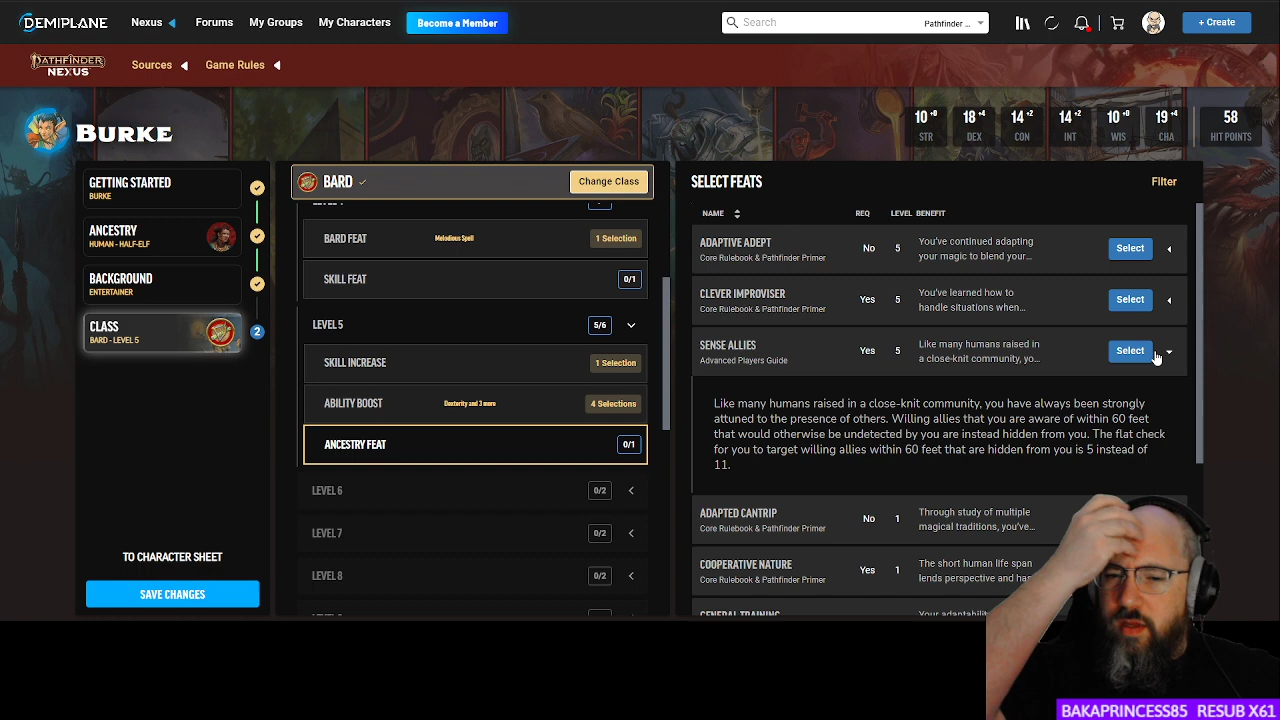 DEMIPLANE Nexus Forums My Groups My Characters Become a Member Search Pathfinder ... + Create
PATHFINDER NEXUS Sources Game Rules
BURKE
10 +0 18 +4 14 +2 14 +2 10 +0 19 +4 58
STR DEX CON INT WIS CHA HIT POINTS
GETTING STARTED
BURKE
ANCESTRY
HUMAN - HALF-ELF
BACKGROUND
ENTERTAINER
CLASS
BARD - LEVEL 5
2
TO CHARACTER SHEET
SAVE CHANGES
BARD Change Class
BARD FEAT Melodious Spell 1 Selection
SKILL FEAT 0/1
LEVEL 5 5/6
SKILL INCREASE 1 Selection
ABILITY BOOST Dexterity and 3 more 4 Selections
ANCESTRY FEAT 0/1
LEVEL 6 0/2
LEVEL 7 0/2
LEVEL 8 0/2
SELECT FEATS Filter
NAME REQ LEVEL BENEFIT
ADAPTIVE ADEPT No 5 You've continued adapting Select
Core Rulebook & Pathfinder Primer your magic to blend your…
CLEVER IMPROVISER Yes 5 You've learned how to Select
Core Rulebook & Pathfinder Primer handle situations when…
SENSE ALLIES Yes 5 Like many humans raised in Select
Advanced Players Guide a close-knit community, yo…
Like many humans raised in a close-knit community, you have always been strongly
attuned to the presence of others. Willing allies that you are aware of within 60 feet
that would otherwise be undetected by you are instead hidden from you. The flat check
for you to target willing allies within 60 feet that are hidden from you is 5 instead of
11.
ADAPTED CANTRIP No 1 Through study of multiple
Core Rulebook & Pathfinder Primer magical traditions, you've…
COOPERATIVE NATURE Yes 1 The short human life span
Core Rulebook & Pathfinder Primer lends perspective and has
GENERAL TRAINING Your adaptability
BAKAPRINCESS85 RESUB X61